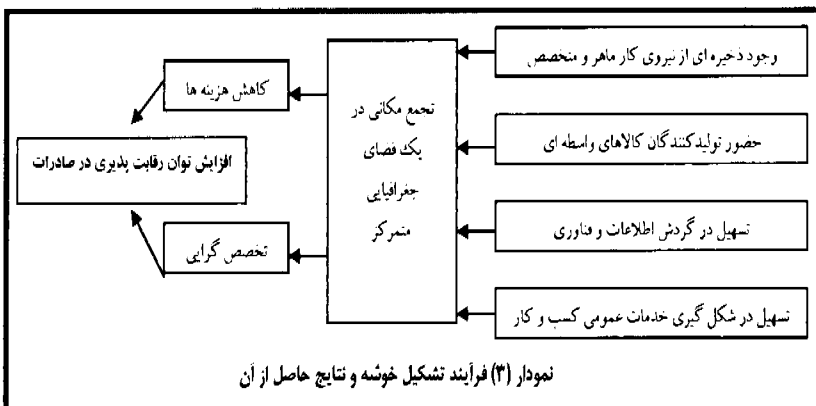 وجود ذخیره ای از نیروی کار ماهر و متخصص
حضور تولیدکنندگان کالاهای واسطه ای
تسهیل در گردش اطلاعات و فناوری
تسهیل در شکل گیری خدمات عمومی کسب و کار
تجمع مکانی در
یک فضای
جغرافیایی
متمرکز
کاهش هزینه ها
تخصص گرایی
افزایش توان رقابت پذیری در صادرات
نمودار (۳) فرآیند تشکیل خوشه و نتایج حاصل از آن